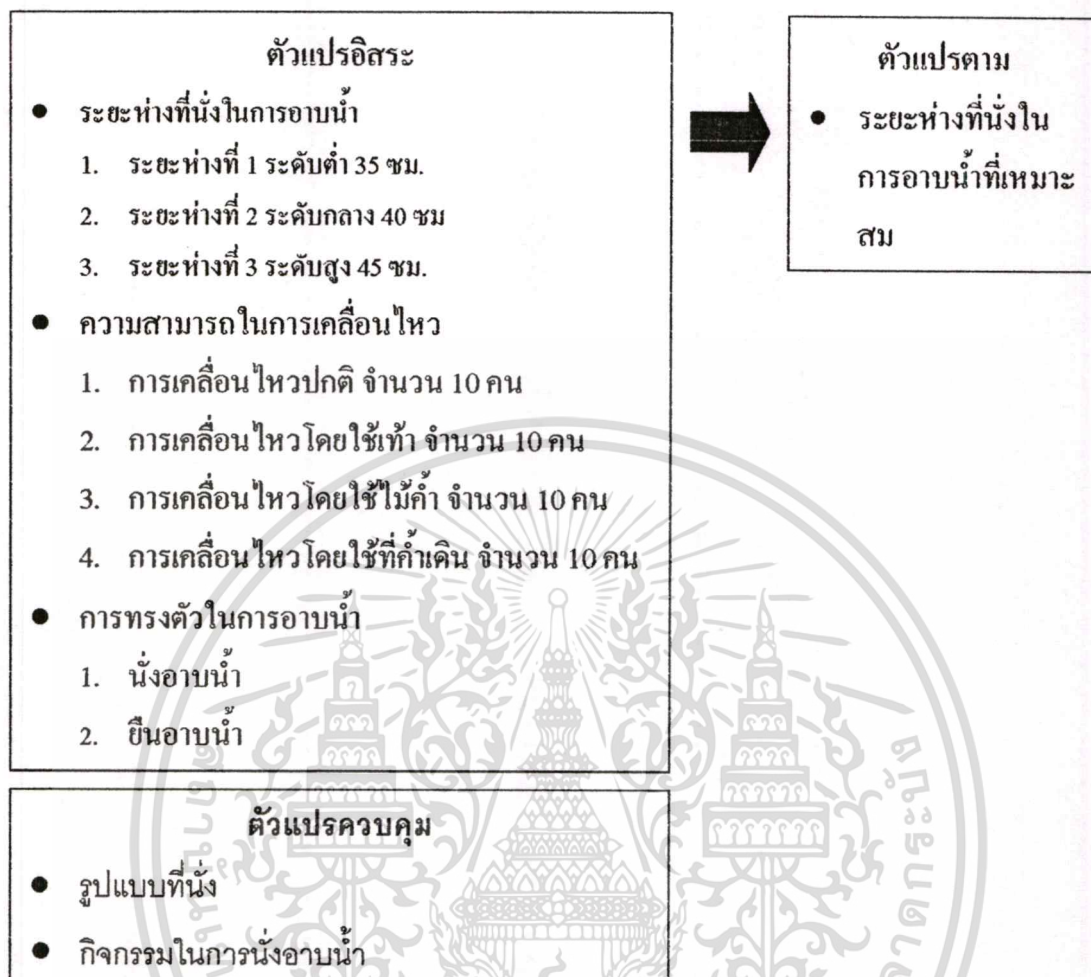 ตัวแปรอิสระ
● ระยะห่างที่นั่งในการอาบน้ำ
1. ระยะห่างที่ 1 ระดับต่ำ 35 ซม.
2. ระยะห่างที่ 2 ระดับกลาง 40 ซม
3. ระยะห่างที่ 3 ระดับสูง 45 ซม.
● ความสามารถในการเคลื่อนไหว
1. การเคลื่อนไหวปกติ จำนวน 10 คน
2. การเคลื่อนไหวโดยใช้เท้า จำนวน 10 คน
3. การเคลื่อนไหวโดยใช้ไม้ค้ำ จำนวน 10 คน
4. การเคลื่อนไหวโดยใช้ที่ค้ำเดิน จำนวน 10 คน
● การทรงตัวในการอาบน้ำ
1. นั่งอาบน้ำ
2. ยืนอาบน้ำ
ตัวแปรตาม
● ระยะห่างที่นั่งใน
การอาบน้ำที่เหมาะ
สม
ตัวแปรควบคุม
● รูปแบบที่นั่ง
● กิจกรรมในการนั่งอาบน้ำ